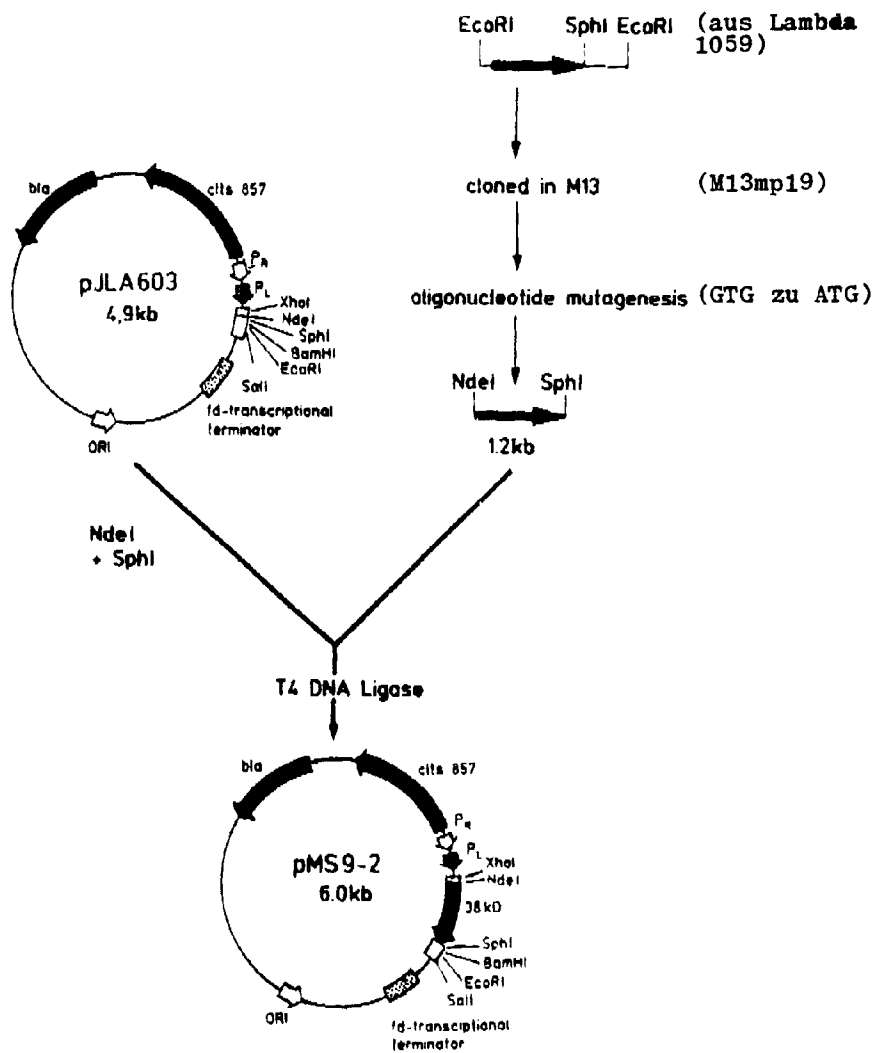 EcoRI SphI EcoRI (aus Lambda
1059)
cloned in M13 (M13mp19)
oligonucleotide mutagenesis (GTG zu ATG)
NdeI SphI
1.2kb
bla
cIts 857
pJLA603
4,9kb
PR
PL
XhoI
NdeI
SphI
BamHI
EcoRI
SalI
fd-transcriptional
terminator
ORI
NdeI
+ SphI
T4 DNA Ligase
bla
cIts 857
pMS9-2
6.0kb
PR
PL
XhoI
NdeI
38kD
SphI
BamHI
EcoRI
SalI
ORI
fd-transcriptional
terminator